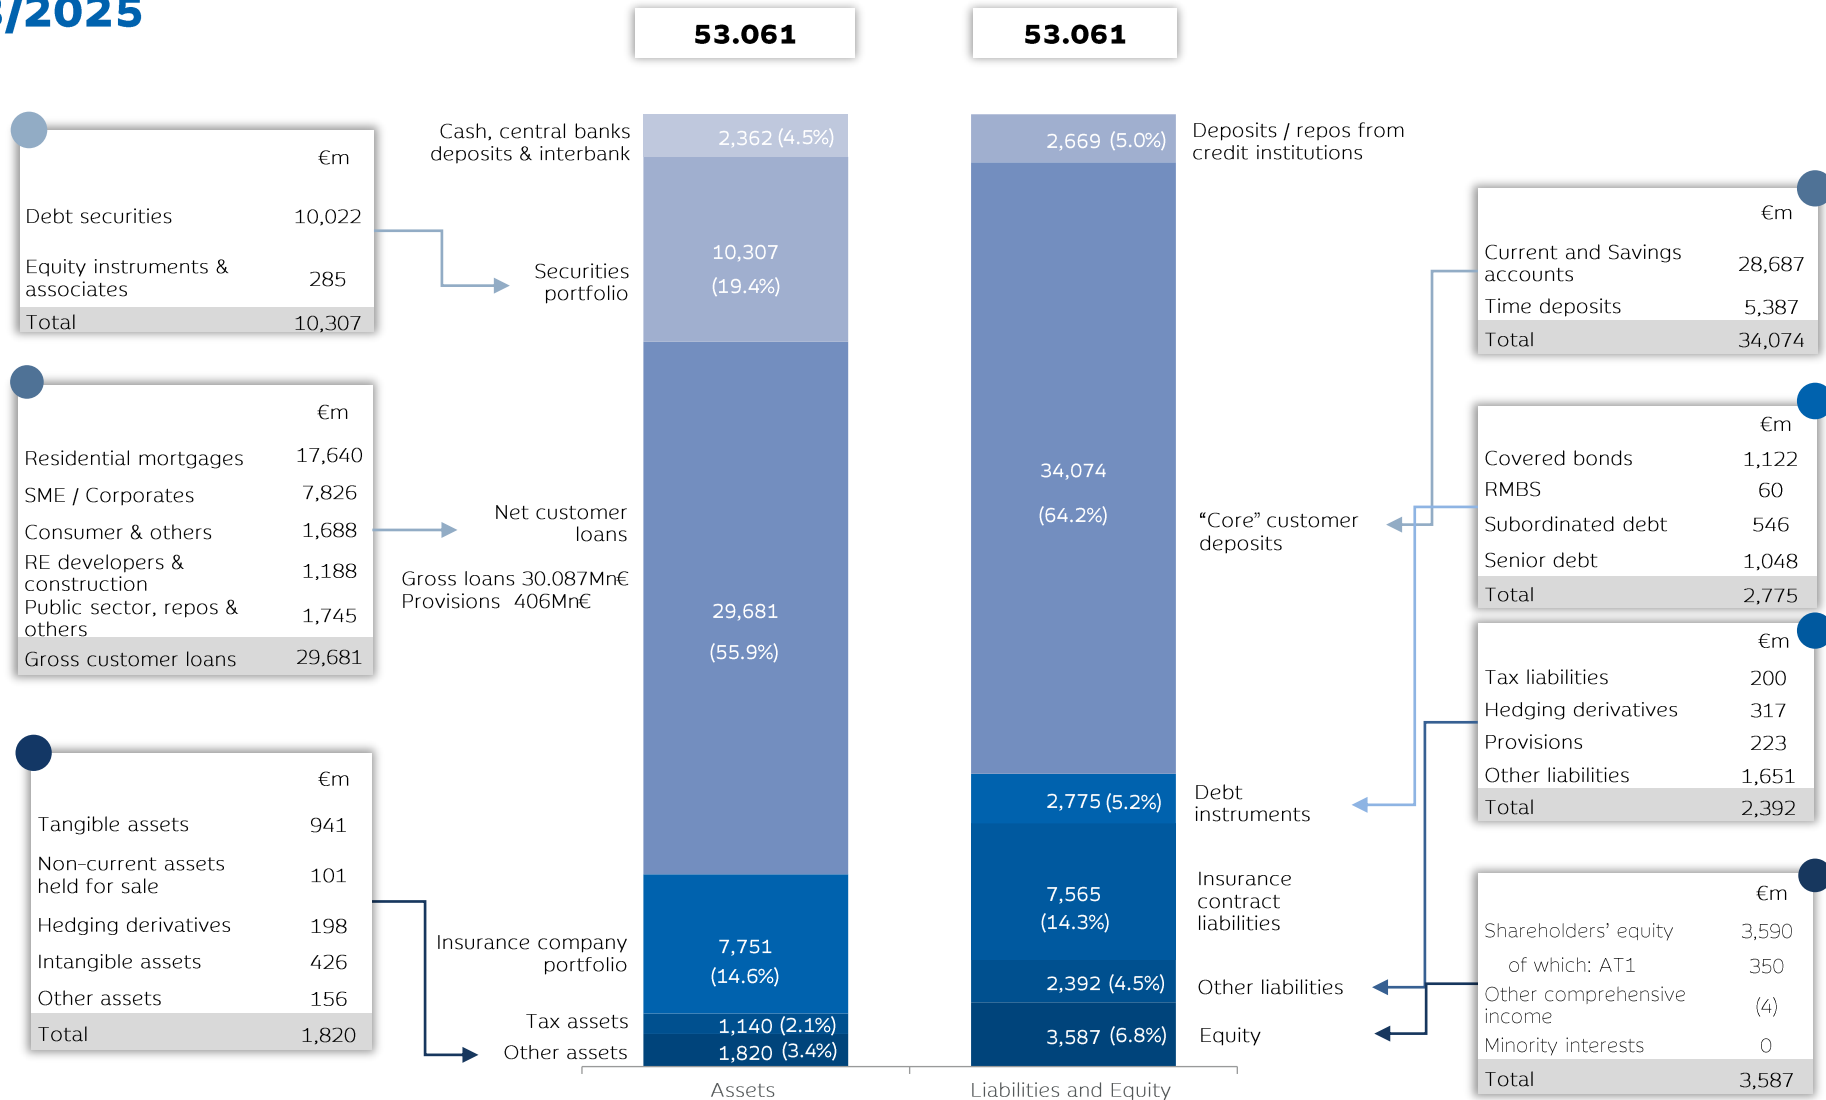 /2025
53.061
53.061
€m
Debt securities 10,022
Equity instruments &
associates 285
Total 10,307
€m
Residential mortgages 17,640
SME / Corporates 7,826
Consumer & others 1,688
RE developers &
construction 1,188
Public sector, repos &
others 1,745
Gross customer loans 29,681
€m
Tangible assets 941
Non-current assets
held for sale 101
Hedging derivatives 198
Intangible assets 426
Other assets 156
Total 1,820
Cash, central banks
deposits & interbank
Securities
portfolio
Net customer
loans
Gross loans 30.087Mn€
Provisions 406Mn€
Insurance company
portfolio
Tax assets
Other assets
2,362 (4.5%)
10,307
(19.4%)
29,681
(55.9%)
7,751
(14.6%)
1,140 (2.1%)
1,820 (3.4%)
Assets
2,669 (5.0%)
34,074
(64.2%)
2,775 (5.2%)
7,565
(14.3%)
2,392 (4.5%)
3,587 (6.8%)
Liabilities and Equity
Deposits / repos from
credit institutions
“Core” customer
deposits
Debt
instruments
Insurance
contract
liabilities
Other liabilities
Equity
€m
Current and Savings
accounts 28,687
Time deposits 5,387
Total 34,074
€m
Covered bonds 1,122
RMBS 60
Subordinated debt 546
Senior debt 1,048
Total 2,775
€m
Tax liabilities 200
Hedging derivatives 317
Provisions 223
Other liabilities 1,651
Total 2,392
€m
Shareholders’ equity 3,590
of which: AT1 350
Other comprehensive
income (4)
Minority interests 0
Total 3,587